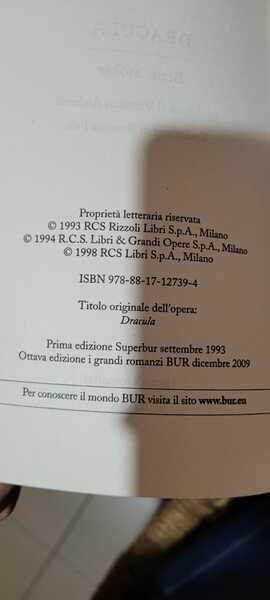 Proprietà letteraria riservata
© 1993 RCS Rizzoli Libri S.p.A., Milano
© 1994 R.C.S. Libri & Grandi Opere S.p.A., Milano
© 1998 RCS Libri S.p.A., Milano
ISBN 978-88-17-12739-4
Titolo originale dell'opera:
Dracula
Prima edizione Superbur settembre 1993
Ottava edizione i grandi romanzi BUR dicembre 2009
Per conoscere il mondo BUR visita il sito www.bur.eu